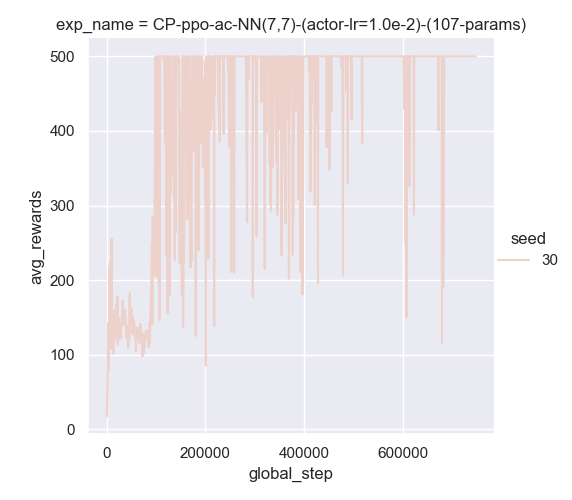 exp_name = CP-ppo-ac-NN(7,7)-(actor-lr=1.0e-2)-(107-params)
500
400
300
200
100
0
avg_rewards
0 200000 400000 600000
global_step
seed
30